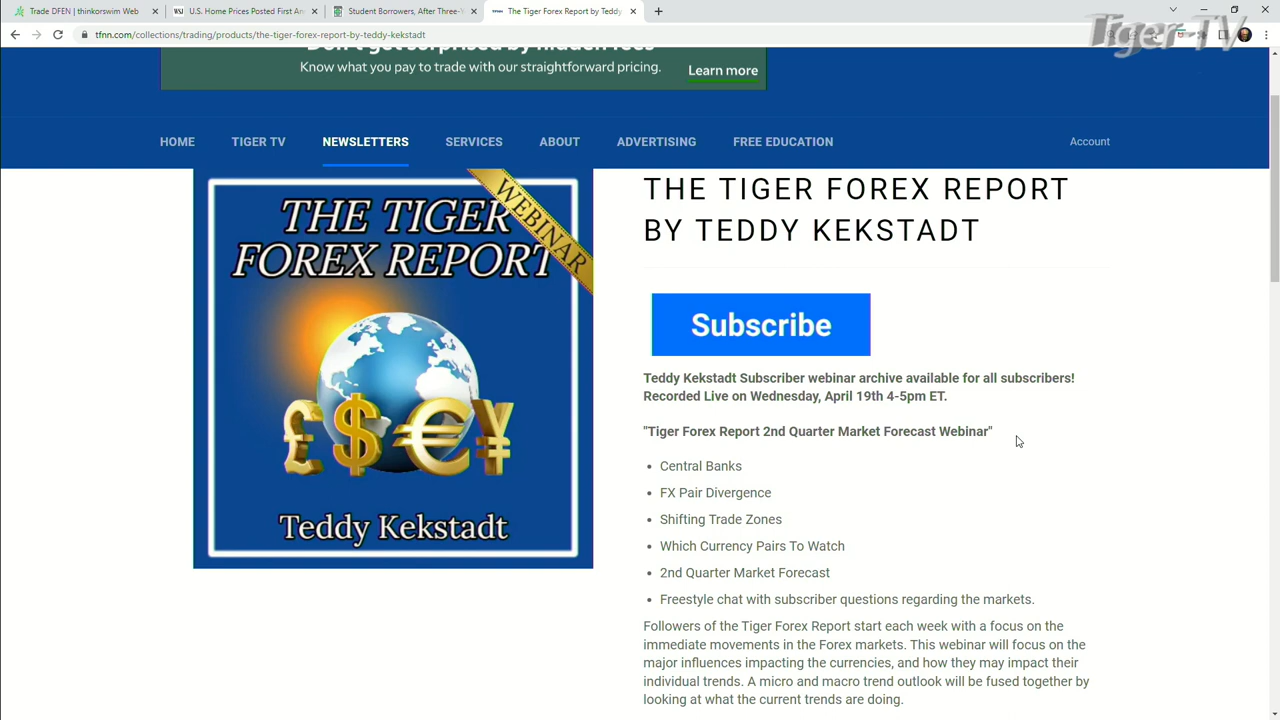 Trade DFEN | thinkorswim Web
U.S. Home Prices Posted First An
Student Borrowers, After Three-Y
The Tiger Forex Report by Teddy
tfnn.com/collections/trading/products/the-tiger-forex-report-by-teddy-kekstadt
Tiger-TV
Don't get surprised by hidden fees
Know what you pay to trade with our straightforward pricing.
Learn more
HOME
TIGER TV
NEWSLETTERS
SERVICES
ABOUT
ADVERTISING
FREE EDUCATION
Account
WEBINAR
THE TIGER
FOREX REPORT
Teddy Kekstadt
THE TIGER FOREX REPORT
BY TEDDY KEKSTADT
Subscribe
Teddy Kekstadt Subscriber webinar archive available for all subscribers!
Recorded Live on Wednesday, April 19th 4-5pm ET.
"Tiger Forex Report 2nd Quarter Market Forecast Webinar"
• Central Banks
• FX Pair Divergence
• Shifting Trade Zones
• Which Currency Pairs To Watch
• 2nd Quarter Market Forecast
• Freestyle chat with subscriber questions regarding the markets.
Followers of the Tiger Forex Report start each week with a focus on the
immediate movements in the Forex markets. This webinar will focus on the
major influences impacting the currencies, and how they may impact their
individual trends. A micro and macro trend outlook will be fused together by
looking at what the current trends are doing.